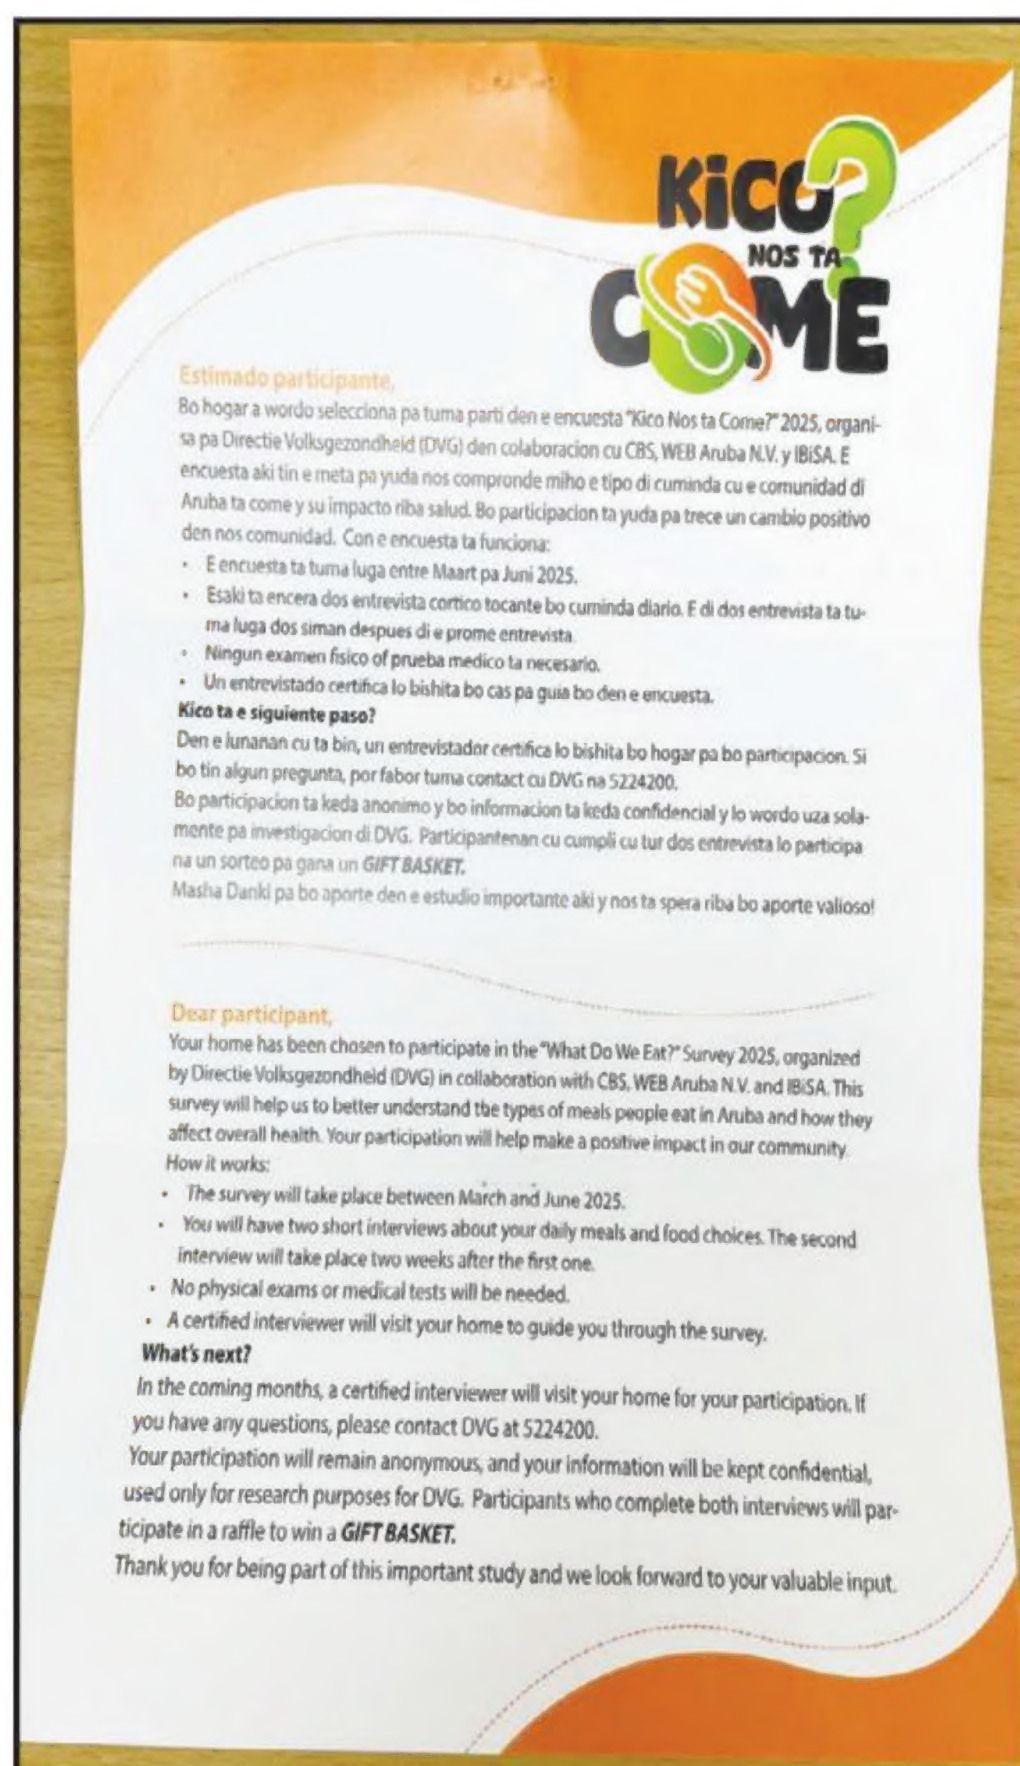 KiCO?
NOS TA
COME
Estimado participante,
Bo hogar a wordo selecciona pa tuma parti den e encuesta "Kico Nos ta Come?" 2025, organi-
sa pa Directie Volksgezondheid (DVG) den colaboracion cu CBS, WEB Aruba N.V. y IBiSA. E
encuesta aki tin e meta pa yuda nos compronde miho e tipo di cuminda cu e comunidad di
Aruba ta come y su impacto riba salud. Bo participacion ta yuda pa trece un cambio positivo
den nos comunidad. Con e encuesta ta funciona:
• E encuesta ta tuma luga entre Maart pa Juni 2025.
• Esaki ta encera dos entrevista cortico tocante bo cuminda diario. E di dos entrevista ta tu-
ma luga dos siman despues di e prome entrevista.
• Ningun examen fisico of prueba medico ta necesario.
• Un entrevistado certifica lo bishita bo cas pa guia bo den e encuesta.
Kico ta e siguiente paso?
Den e lunanan cu ta bin, un entrevistador certifica lo bishita bo hogar pa bo participacion. Si
bo tin algun pregunta, por fabor tuma contact cu DVG na 5224200.
Bo participacion ta keda anonimo y bo informacion ta keda confidencial y lo wordo uza sola-
mente pa investigacion di DVG. Participantenan cu cumpli cu tur dos entrevista lo participa
na un sorteo pa gana un GIFT BASKET.
Masha Danki pa bo aporte den e estudio importante aki y nos ta spera riba bo aporte valioso!
Dear participant,
Your home has been chosen to participate in the "What Do We Eat?" Survey 2025, organized
by Directie Volksgezondheid (DVG) in collaboration with CBS, WEB Aruba N.V. and IBiSA. This
survey will help us to better understand the types of meals people eat in Aruba and how they
affect overall health. Your participation will help make a positive impact in our community.
How it works:
• The survey will take place between March and June 2025.
• You will have two short interviews about your daily meals and food choices. The second
interview will take place two weeks after the first one.
• No physical exams or medical tests will be needed.
• A certified interviewer will visit your home to guide you through the survey.
What's next?
In the coming months, a certified interviewer will visit your home for your participation. If
you have any questions, please contact DVG at 5224200.
Your participation will remain anonymous, and your information will be kept confidential,
used only for research purposes for DVG. Participants who complete both interviews will par-
ticipate in a raffle to win a GIFT BASKET.
Thank you for being part of this important study and we look forward to your valuable input.